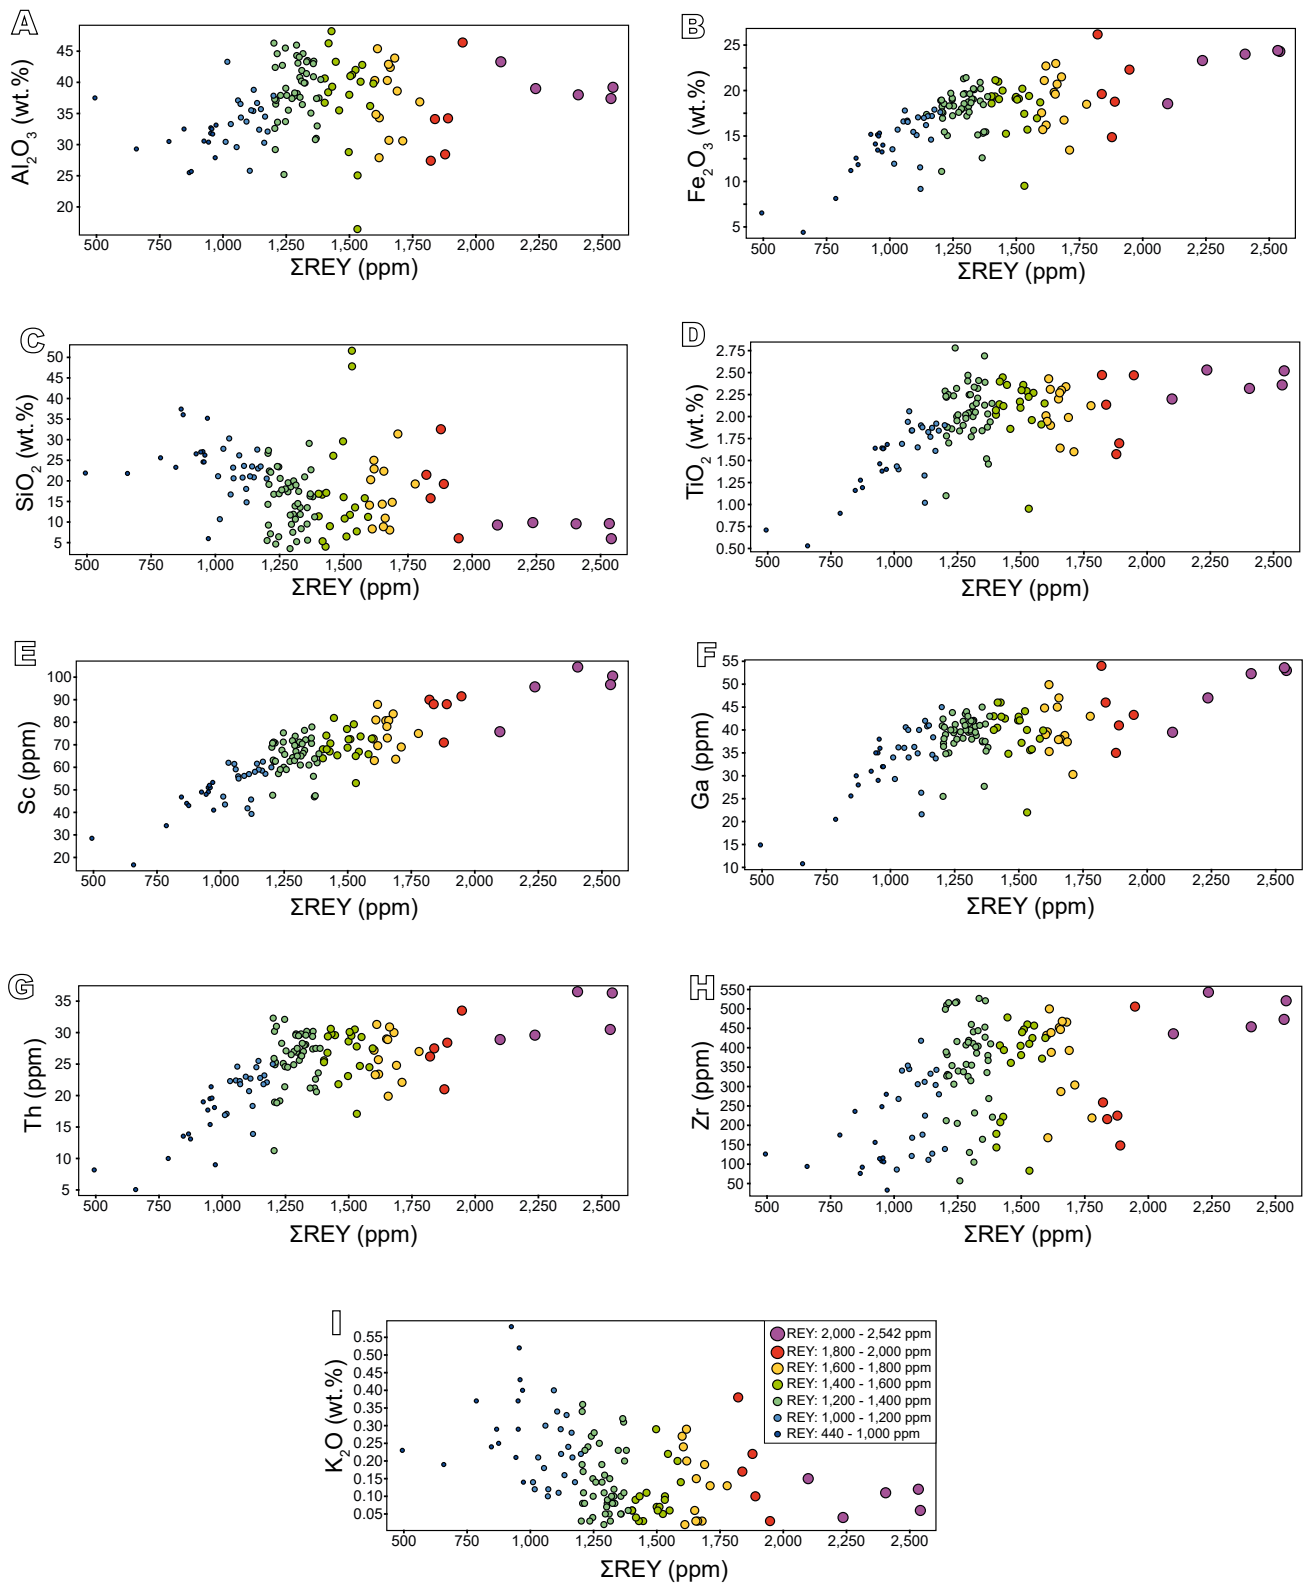 A
Al2O3 (wt.%)
45
40
35
30
25
20
500 750 1,000 1,250 1,500 1,750 2,000 2,250 2,500
ΣREY (ppm)
B
Fe2O3 (wt.%)
25
20
15
10
5
500 750 1,000 1,250 1,500 1,750 2,000 2,250 2,500
ΣREY (ppm)
C
SiO2 (wt.%)
50
45
40
35
30
25
20
15
10
5
500 750 1,000 1,250 1,500 1,750 2,000 2,250 2,500
ΣREY (ppm)
D
TiO2 (wt.%)
2.75
2.50
2.25
2.00
1.75
1.50
1.25
1.00
0.75
0.50
500 750 1,000 1,250 1,500 1,750 2,000 2,250 2,500
ΣREY (ppm)
E
Sc (ppm)
100
90
80
70
60
50
40
30
20
500 750 1,000 1,250 1,500 1,750 2,000 2,250 2,500
ΣREY (ppm)
F
Ga (ppm)
55
50
45
40
35
30
25
20
15
10
500 750 1,000 1,250 1,500 1,750 2,000 2,250 2,500
ΣREY (ppm)
G
Th (ppm)
35
30
25
20
15
10
5
500 750 1,000 1,250 1,500 1,750 2,000 2,250 2,500
ΣREY (ppm)
H
Zr (ppm)
550
500
450
400
350
300
250
200
150
100
50
500 750 1,000 1,250 1,500 1,750 2,000 2,250 2,500
ΣREY (ppm)
I
K2O (wt.%)
0.55
0.50
0.45
0.40
0.35
0.30
0.25
0.20
0.15
0.10
0.05
500 750 1,000 1,250 1,500 1,750 2,000 2,250 2,500
ΣREY (ppm)
REY: 2,000 - 2,542 ppm
REY: 1,800 - 2,000 ppm
REY: 1,600 - 1,800 ppm
REY: 1,400 - 1,600 ppm
REY: 1,200 - 1,400 ppm
REY: 1,000 - 1,200 ppm
REY: 440 - 1,000 ppm